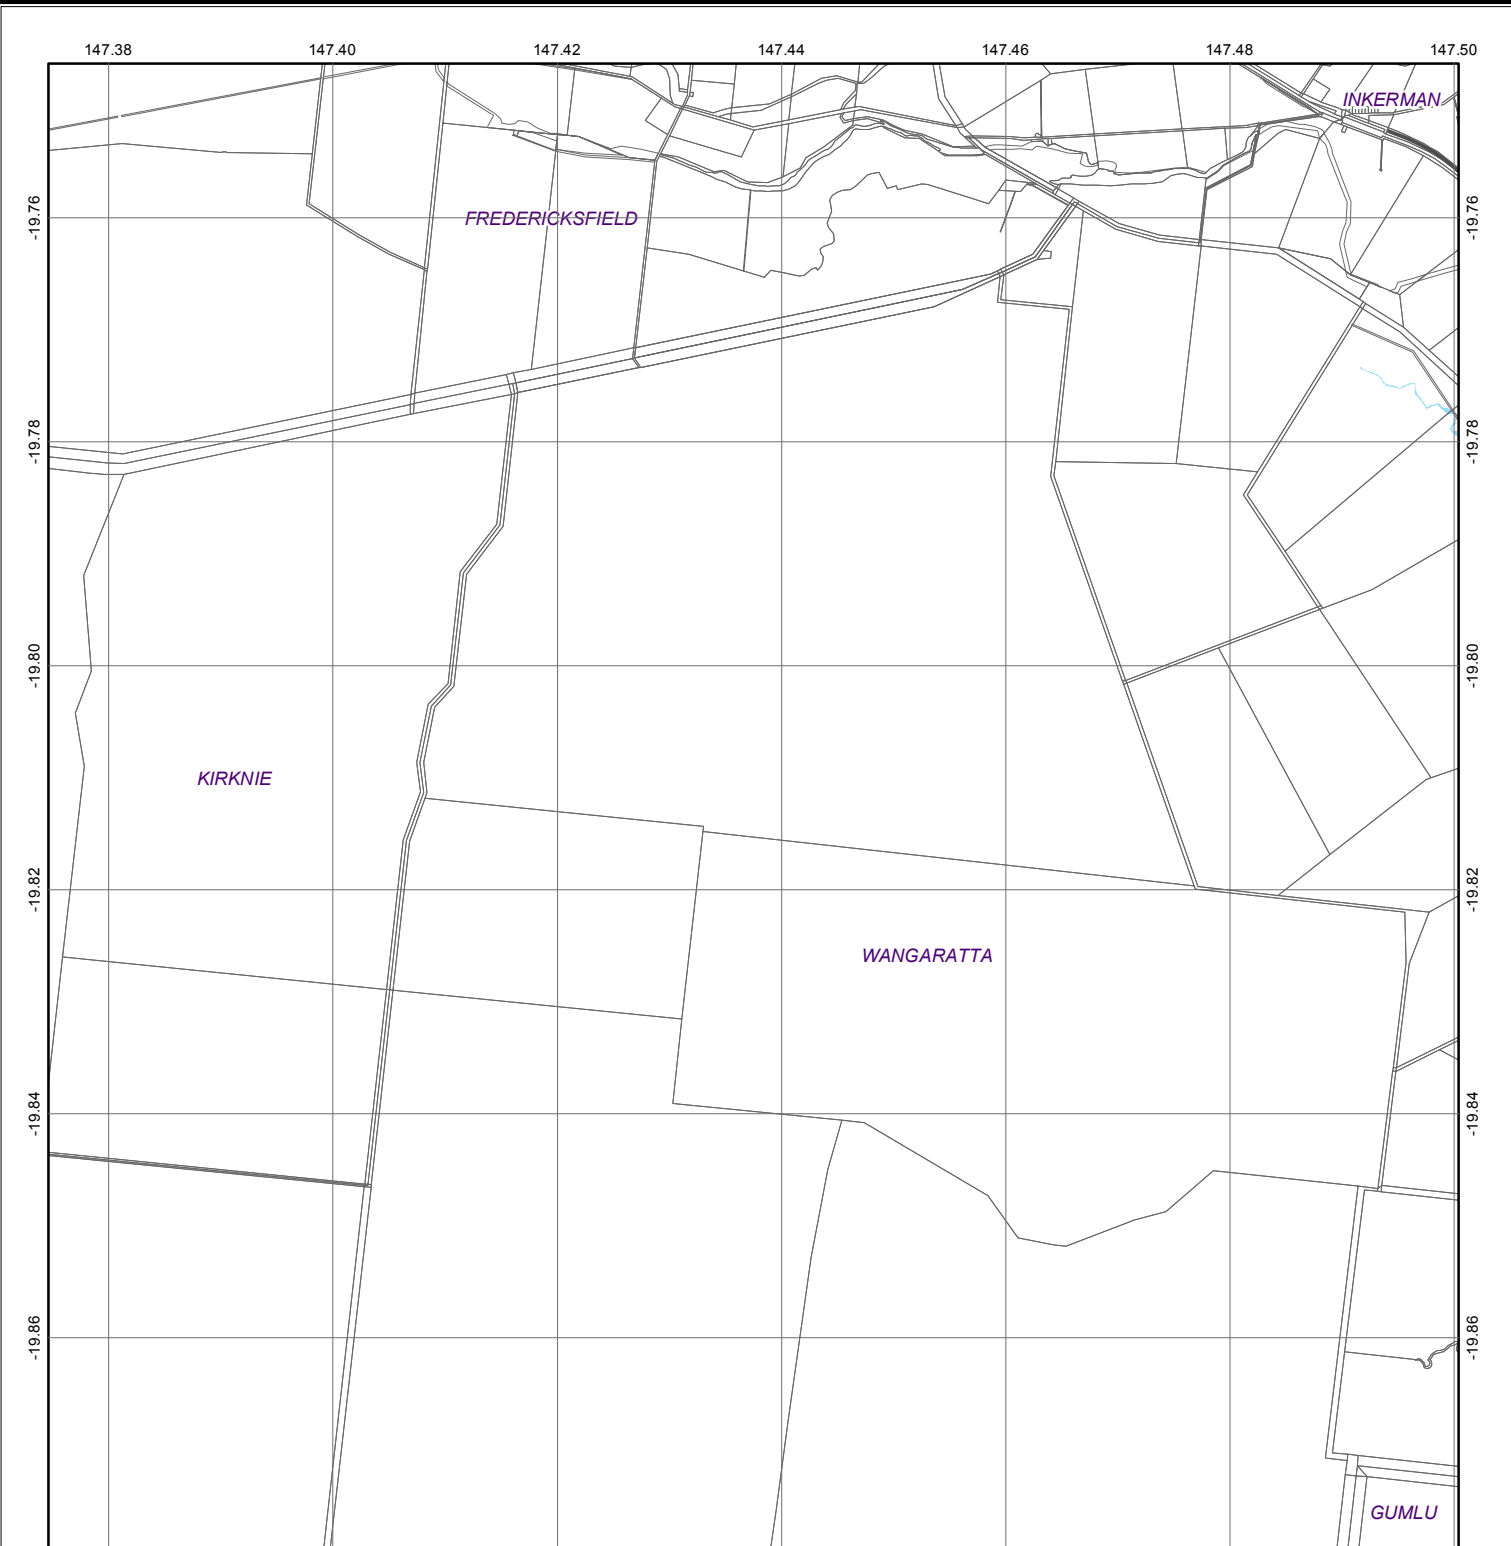 147.38 147.40 147.42 147.44 147.46 147.48 147.50
INKERMAN
-19.76 FREDERICKSFIELD -19.76
-19.78 -19.78
-19.80 -19.80
KIRKNIE
-19.82 -19.82
WANGARATTA
-19.84 -19.84
-19.86 -19.86
GUMLU